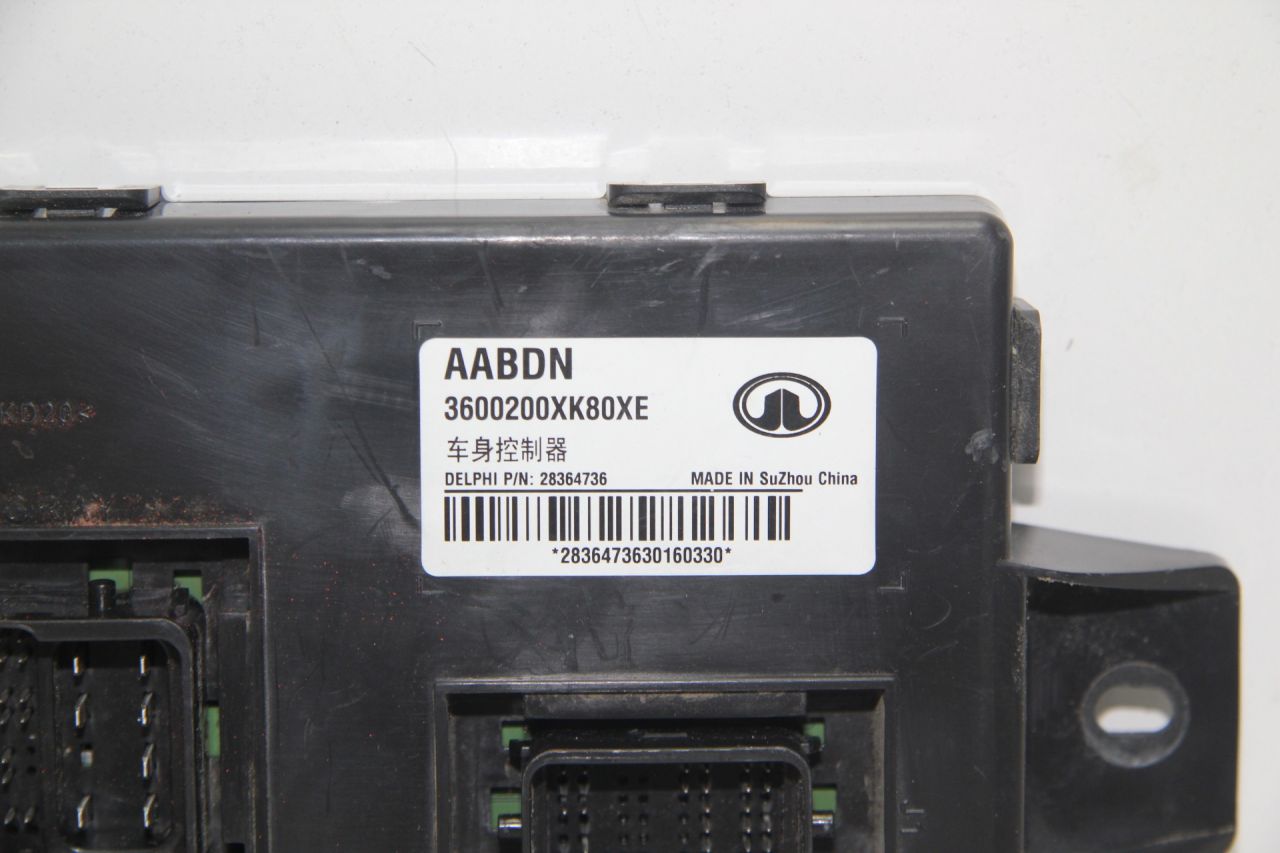 AABDN
3600200XK80XE
车身控制器
DELPHI P/N: 28364736 MADE IN SuZhou China
*2836473630160330*